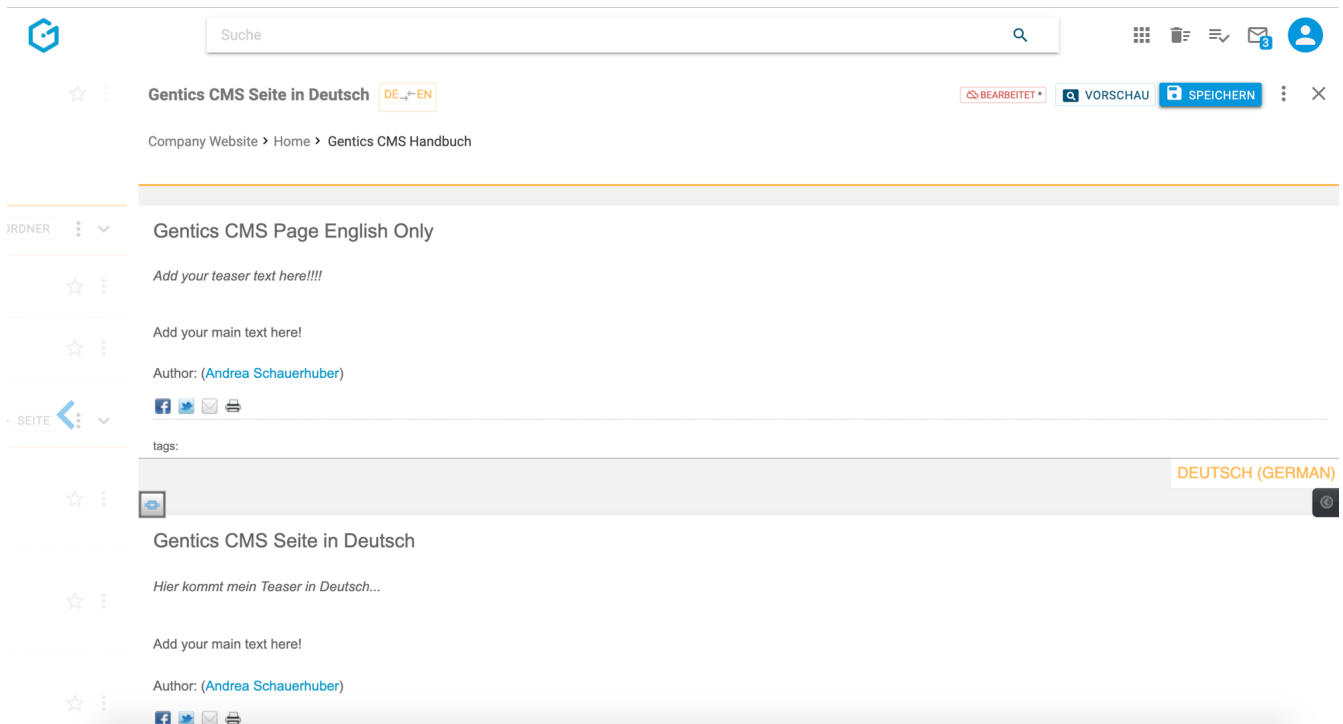 Suche
3
Gentics CMS Seite in Deutsch DE EN
BEARBEITET *
VORSCHAU
SPEICHERN
Company Website > Home > Gentics CMS Handbuch
ORDNER
Gentics CMS Page English Only
Add your teaser text here!!!!
Add your main text here!
Author: (Andrea Schauerhuber)
SEITE
tags:
DEUTSCH (GERMAN)
Gentics CMS Seite in Deutsch
Hier kommt mein Teaser in Deutsch...
Add your main text here!
Author: (Andrea Schauerhuber)